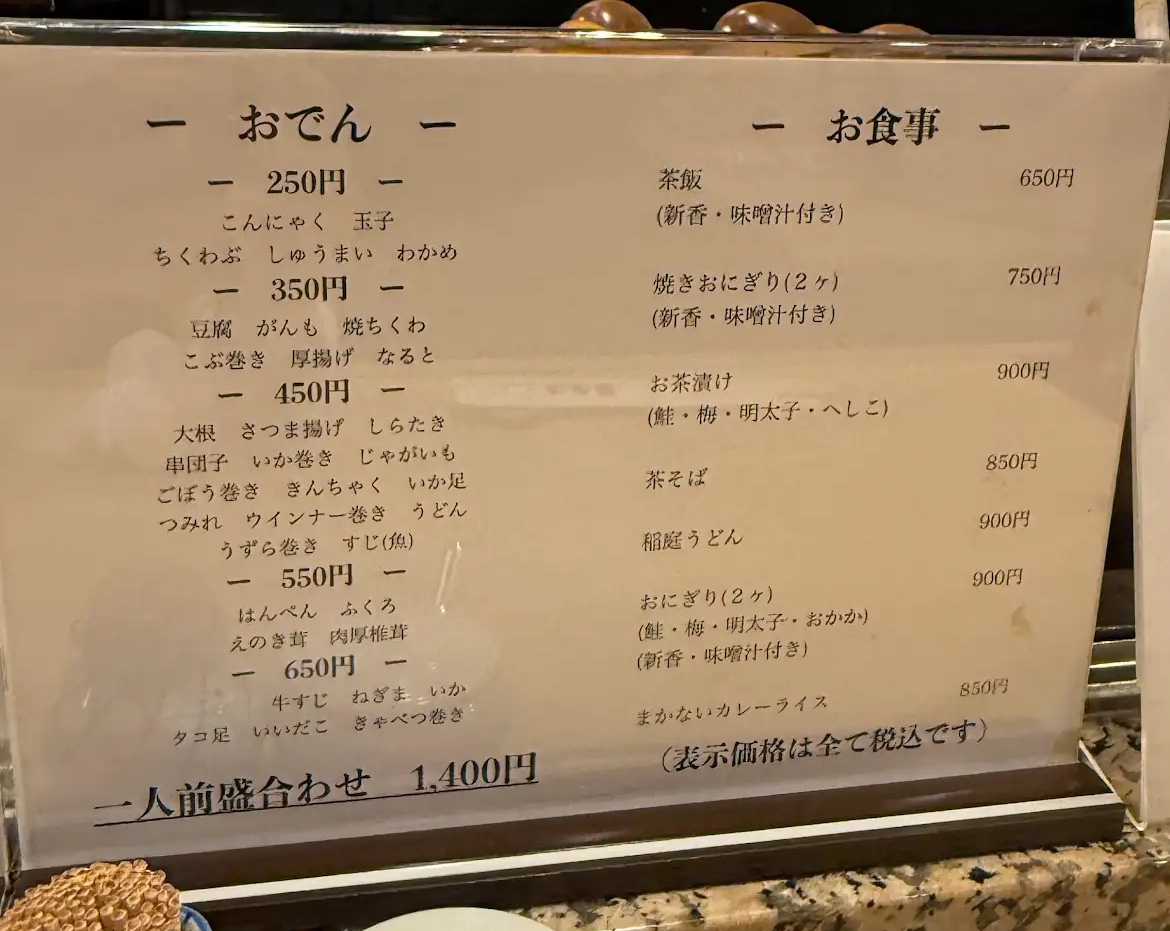 ー おでん ー
ー 250円 ー
こんにゃく 玉子
ちくわぶ しゅうまい わかめ
ー 350円 ー
豆腐 がんも 焼ちくわ
こぶ巻き 厚揚げ なると
ー 450円 ー
大根 さつま揚げ しらたき
串団子 いか巻き じゃがいも
ごぼう巻き きんちゃく いか足
つみれ ウインナー巻き うどん
うずら巻き すじ(魚)
ー 550円 ー
はんぺん ふくろ
えのき茸 肉厚椎茸
ー 650円 ー
牛すじ ねぎま いか
タコ足 いいだこ きゃべつ巻き
一人前盛合わせ 1,400円
ー お食事 ー
茶飯 650円
(新香・味噌汁付き)
焼きおにぎり(2ヶ) 750円
(新香・味噌汁付き)
お茶漬け 900円
(鮭・梅・明太子・へしこ)
茶そば 850円
稲庭うどん 900円
おにぎり(2ヶ) 900円
(鮭・梅・明太子・おかか)
(新香・味噌汁付き)
まかないカレーライス 850円
(表示価格は全て税込です)